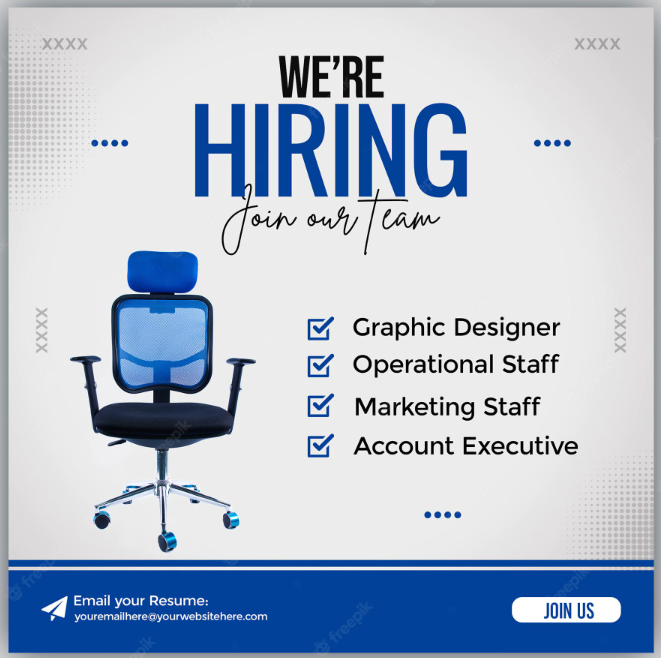 XXXX XXXX
WE'RE
HIRING
Join our Team
XXXX XXXX
Graphic Designer
Operational Staff
Marketing Staff
Account Executive
Email your Resume:
youremailhere@yourwebsitehere.com
JOIN US
freepik